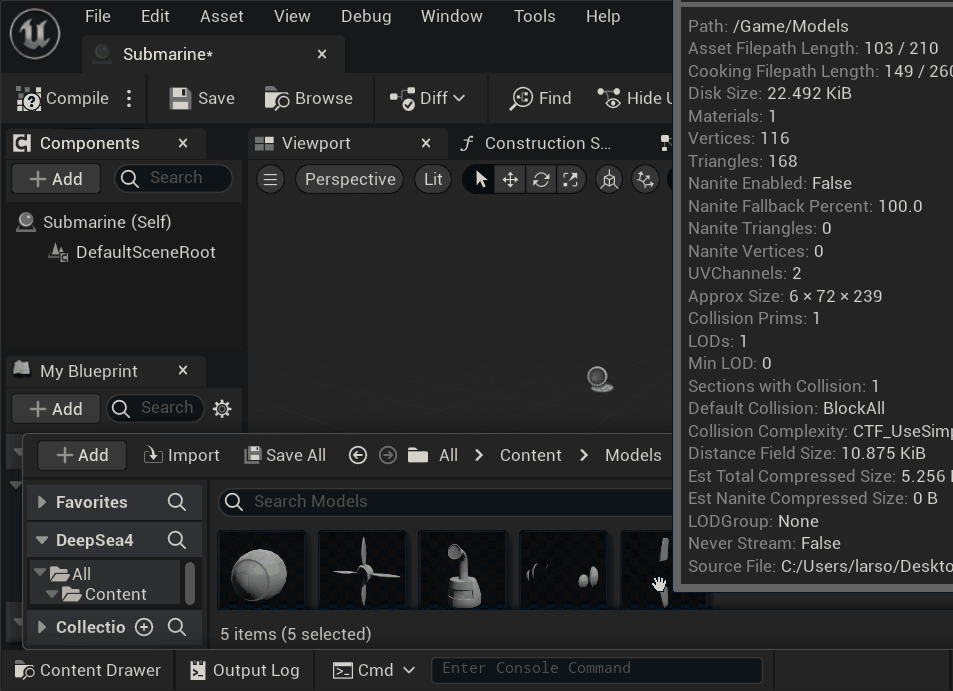 File Edit Asset View Debug Window Tools Help
Submarine*
Compile Save Browse Diff Find Hide U
Components
Viewport
Construction S...
Add
Search
Perspective
Lit
Submarine (Self)
DefaultSceneRoot
My Blueprint
Add
Search
Add Import Save All All Content Models
Favorites
Search Models
DeepSea4
All
Content
Collectio
5 items (5 selected)
Content Drawer Output Log Cmd Enter Console Command
Path: /Game/Models
Asset Filepath Length: 103 / 210
Cooking Filepath Length: 149 / 260
Disk Size: 22.492 KiB
Materials: 1
Vertices: 116
Triangles: 168
Nanite Enabled: False
Nanite Fallback Percent: 100.0
Nanite Triangles: 0
Nanite Vertices: 0
UVChannels: 2
Approx Size: 6 × 72 × 239
Collision Prims: 1
LODs: 1
Min LOD: 0
Sections with Collision: 1
Default Collision: BlockAll
Collision Complexity: CTF_UseSimp
Distance Field Size: 10.875 KiB
Est Total Compressed Size: 5.256
Est Nanite Compressed Size: 0 B
LODGroup: None
Never Stream: False
Source File: C:/Users/larso/Deskto